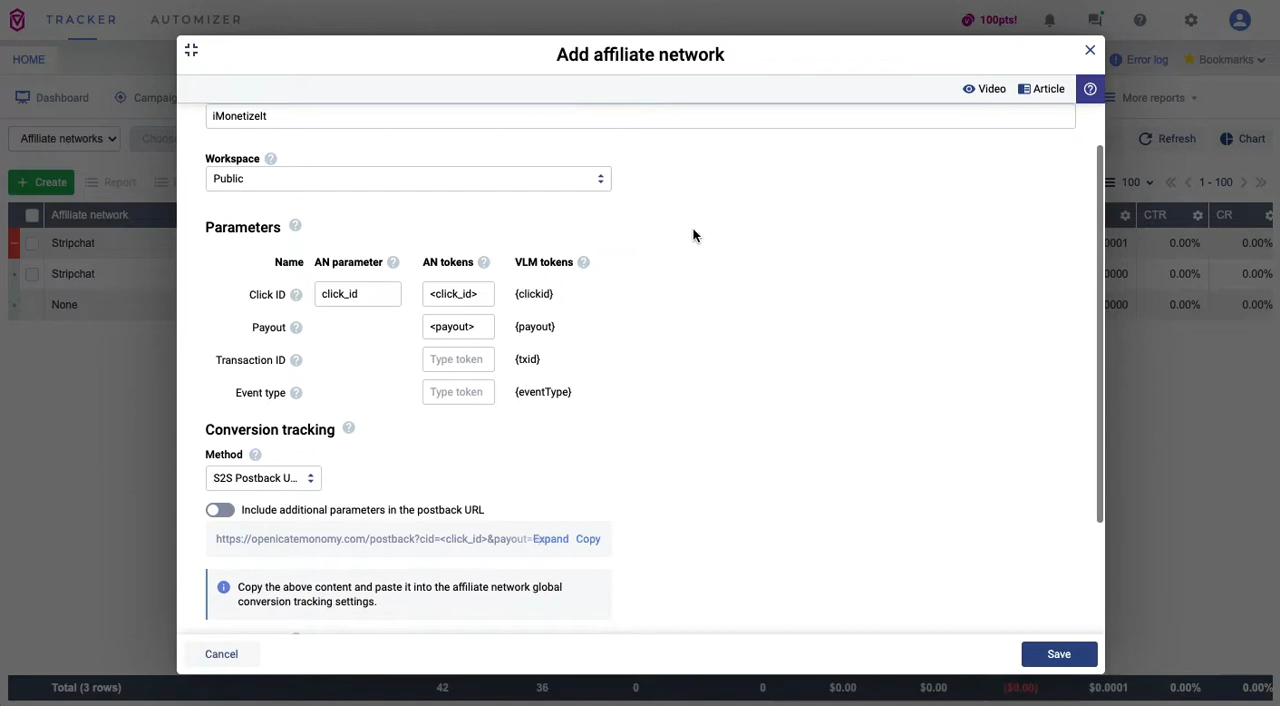 TRACKER AUTOMIZER 100pts!
Add affiliate network
HOME Error log Bookmarks
Video Article
Dashboard Campaig More reports
iMonetizeIt
Affiliate networks Choos Refresh Chart
Workspace
Public
+ Create Report 100 1 - 100
Affiliate network CTR CR
Parameters
Stripchat 0001 0.00% 0.00%
Name AN parameter AN tokens VLM tokens
Stripchat 0000 0.00% 0.00%
Click ID click_id <click_id> {clickid}
None 0000 0.00% 0.00%
Payout <payout> {payout}
Transaction ID Type token {txid}
Event type Type token {eventType}
Conversion tracking
Method
S2S Postback U...
Include additional parameters in the postback URL
https://openicatemonomy.com/postback?cid=<click_id>&payout= Expand Copy
Copy the above content and paste it into the affiliate network global
conversion tracking settings.
Cancel Save
Total (3 rows) 42 36 0 0 $0.00 $0.00 ($0.00) $0.0001 0.00% 0.00%